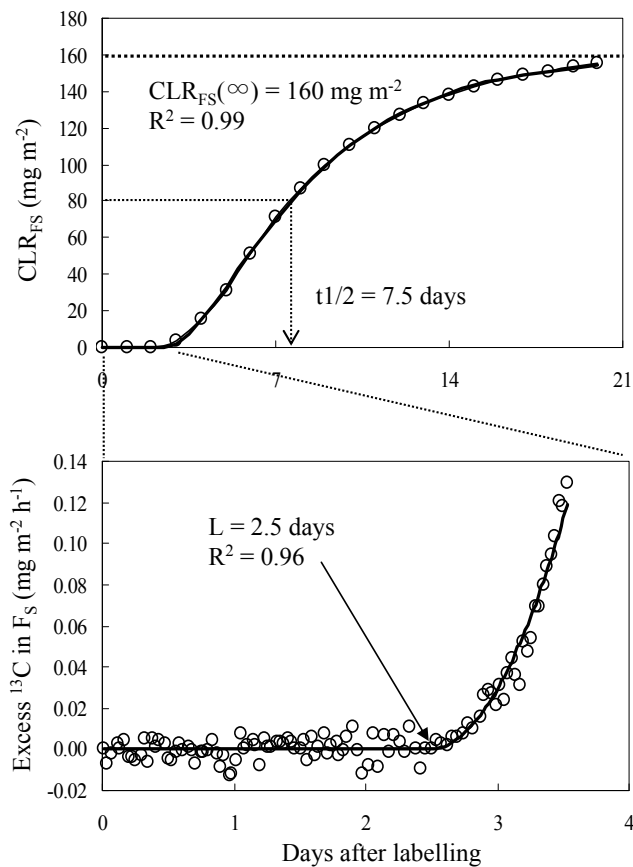 180
160
140
120
100
80
60
40
20
0
CLR_FS (mg m⁻²)
CLR_FS(∞) = 160 mg m⁻²
R² = 0.99
t1/2 = 7.5 days
0 7 14 21
0.14
0.12
0.10
0.08
0.06
0.04
0.02
0.00
-0.02
Excess ¹³C in F_S (mg m⁻² h⁻¹)
L = 2.5 days
R² = 0.96
0 1 2 3 4
Days after labelling